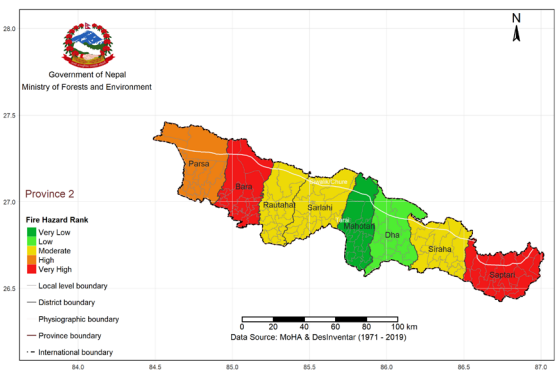 28.0
N
Government of Nepal
Ministry of Forests and Environment
27.5
Parsa
Province 2
Bara
27.0
Rautahat
Sarlahi
Mahotari
Fire Hazard Rank
Very Low
Low
Moderate
High
Very High
Dha
Siraha
Saptari
Local level boundary
26.5
District boundary
Physiographic boundary
Province boundary
International boundary
0 20 40 60 80 100 km
Data Source: MoHA & DesInventar (1971 - 2019)
84.0 84.5 85.0 85.5 86.0 86.5 87.0